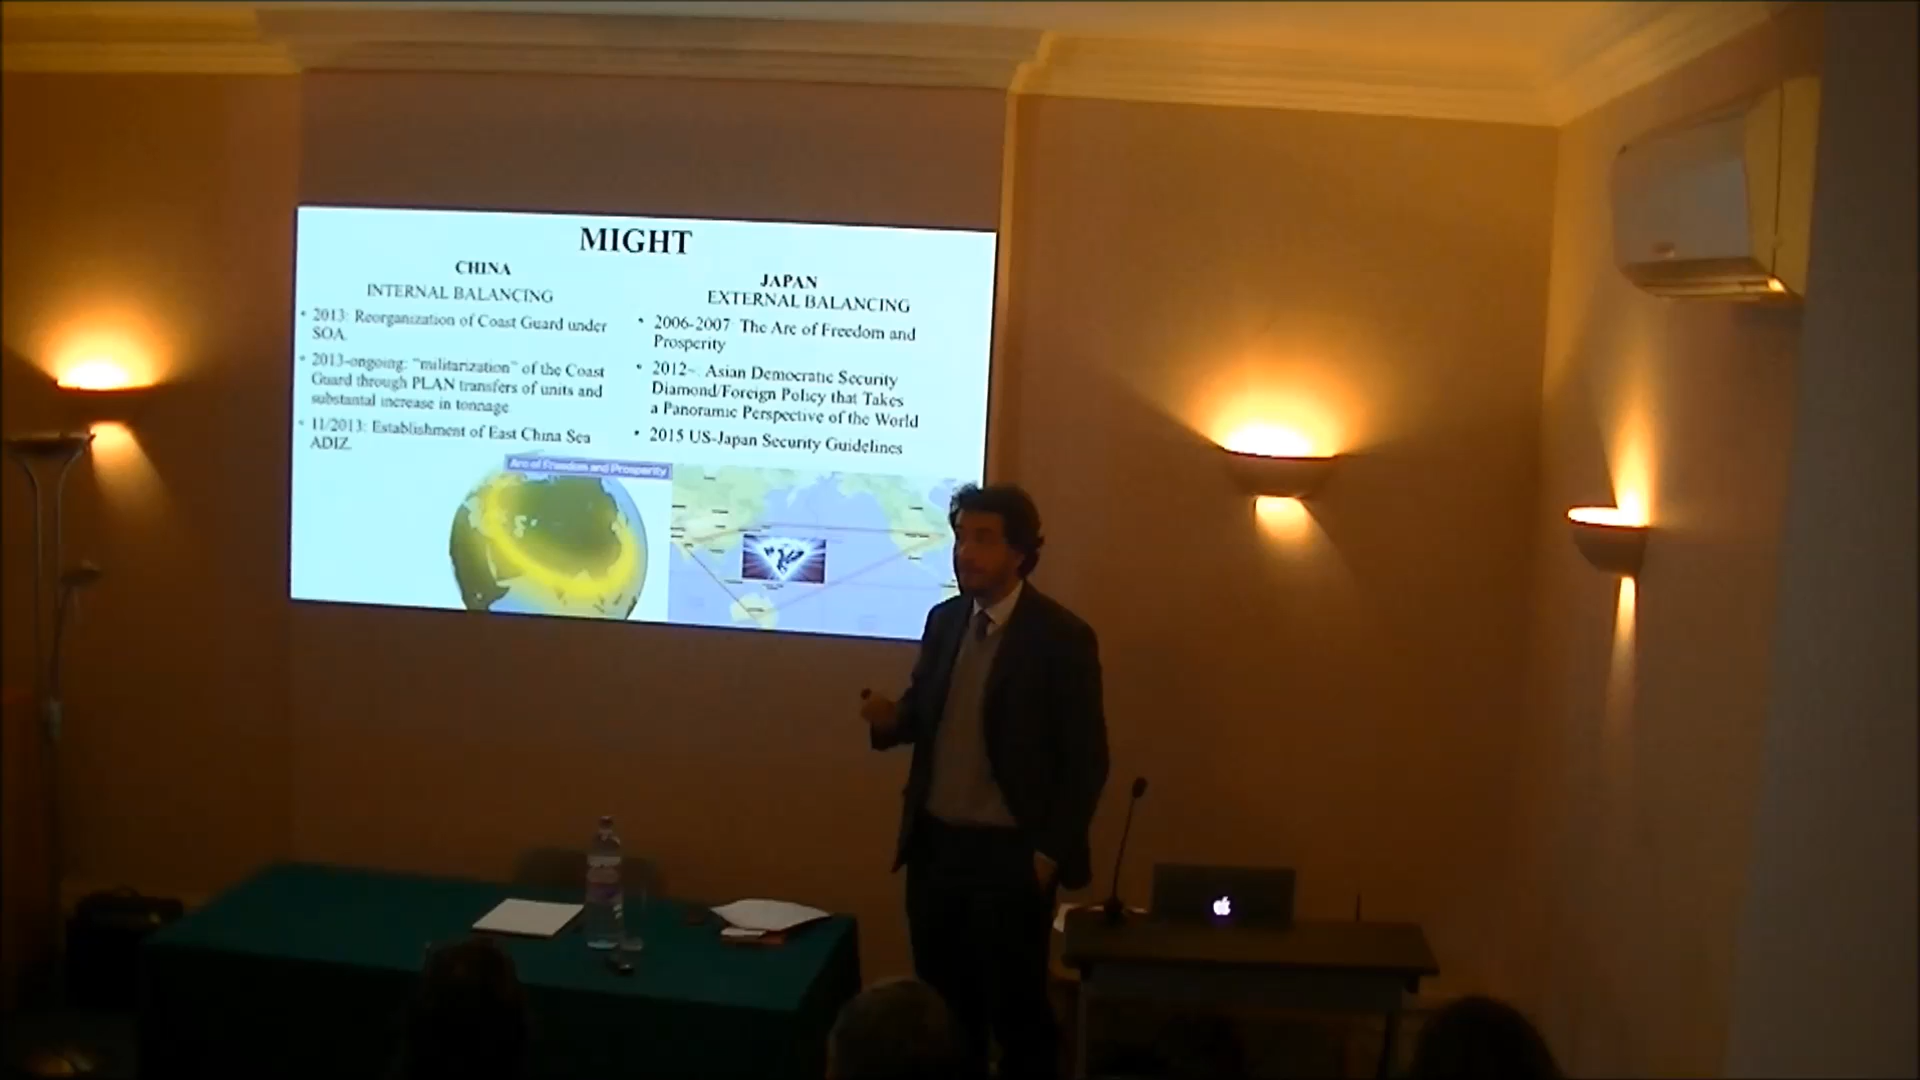 MIGHT
CHINA
INTERNAL BALANCING
• 2013: Reorganization of Coast Guard under
SOA.
• 2013-ongoing: "militarization" of the Coast
Guard through PLAN transfers of units and
substantial increase in tonnage
• 11/2013: Establishment of East China Sea
ADIZ.
JAPAN
EXTERNAL BALANCING
• 2006-2007: The Arc of Freedom and
Prosperity
• 2012~: Asian Democratic Security
Diamond/Foreign Policy that Takes
a Panoramic Perspective of the World
• 2015 US-Japan Security Guidelines
Arc of Freedom and Prosperity